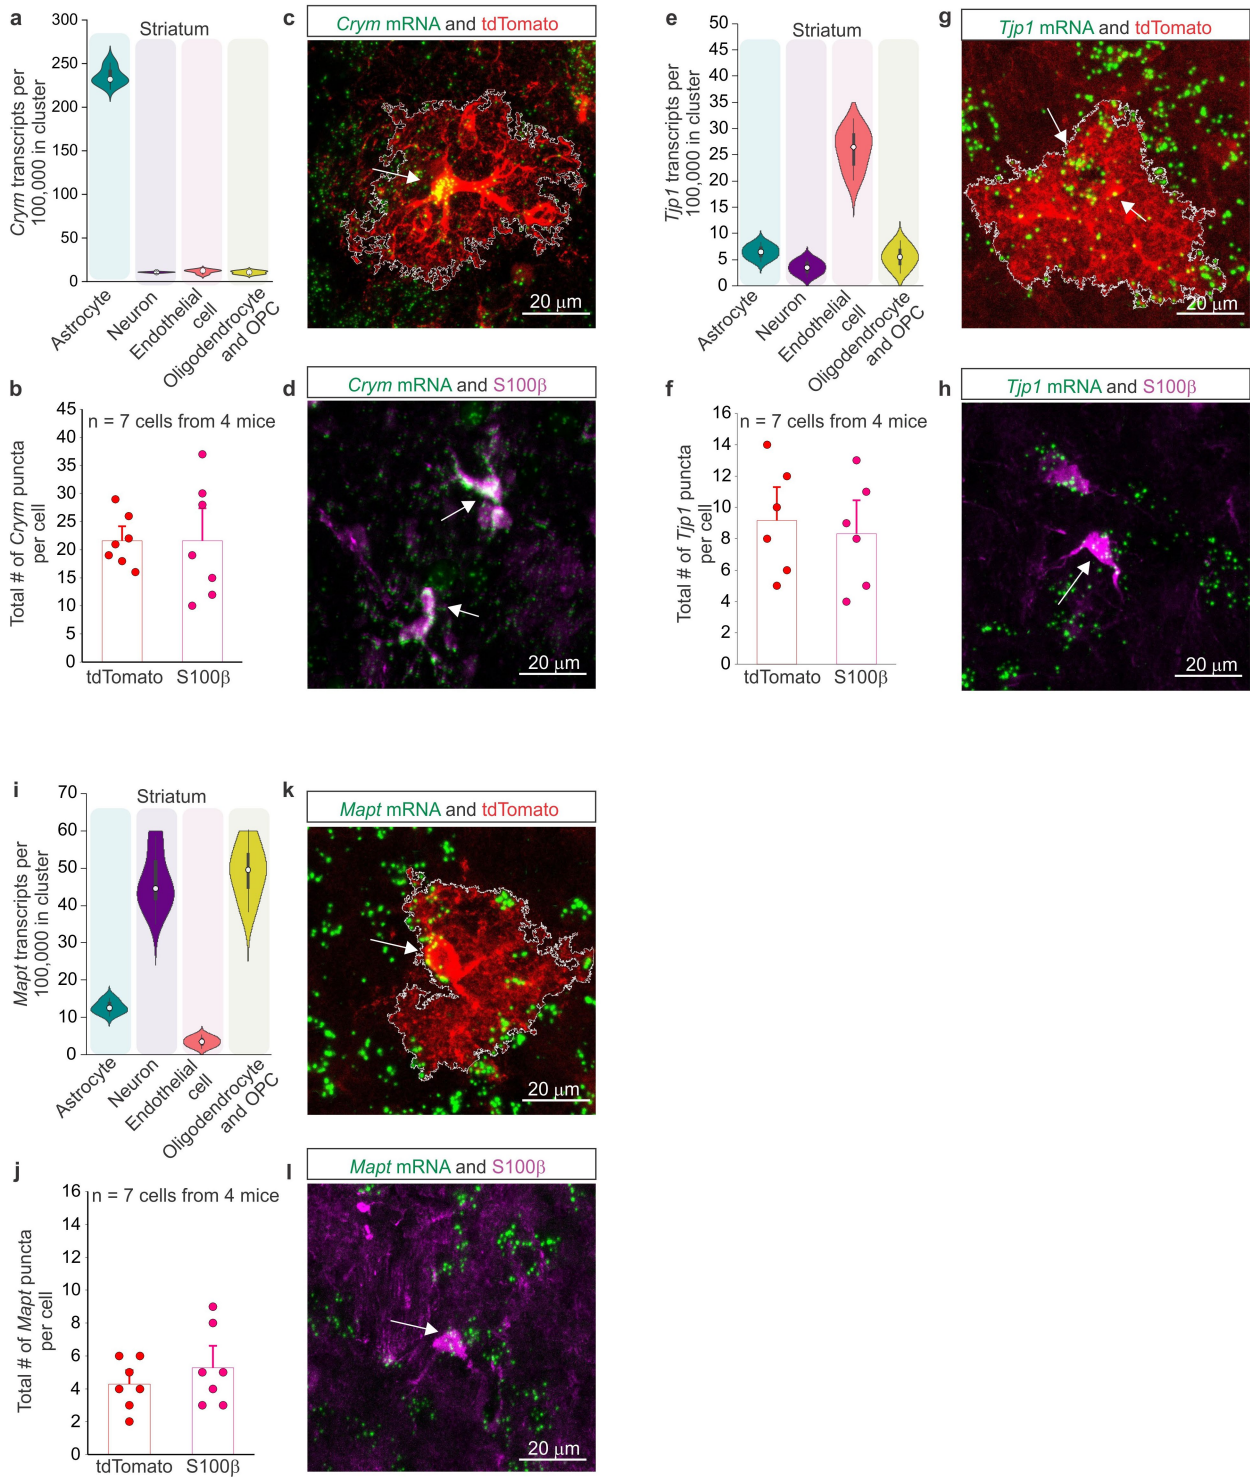 a
Striatum
Crym transcripts per
100,000 in cluster
300
250
200
150
100
50
0
Astrocyte
Neuron
Endothelial
cell
Oligodendrocyte
and OPC
b
n = 7 cells from 4 mice
Total # of Crym puncta
per cell
45
40
35
30
25
20
15
10
5
0
tdTomato
S100β
c
Crym mRNA and tdTomato
20 μm
d
Crym mRNA and S100β
20 μm
e
Striatum
Tjp1 transcripts per
100,000 in cluster
50
45
40
35
30
25
20
15
10
5
0
Astrocyte
Neuron
Endothelial
cell
Oligodendrocyte
and OPC
f
n = 7 cells from 4 mice
Total # of Tjp1 puncta
per cell
16
14
12
10
8
6
4
2
0
tdTomato
S100β
g
Tjp1 mRNA and tdTomato
20 μm
h
Tjp1 mRNA and S100β
20 μm
i
Striatum
Mapt transcripts per
100,000 in cluster
70
60
50
40
30
20
10
0
Astrocyte
Neuron
Endothelial
cell
Oligodendrocyte
and OPC
j
n = 7 cells from 4 mice
Total # of Mapt puncta
per cell
16
14
12
10
8
6
4
2
0
tdTomato
S100β
k
Mapt mRNA and tdTomato
20 μm
l
Mapt mRNA and S100β
20 μm